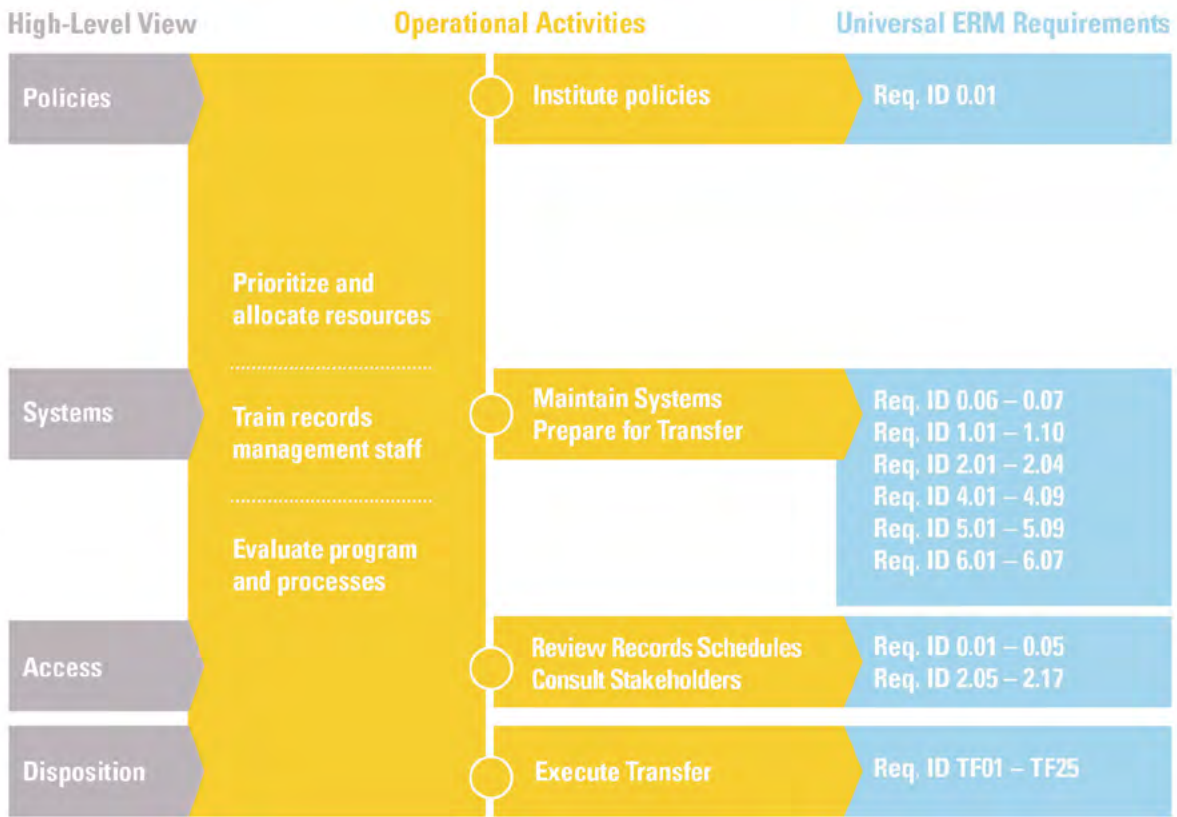 High-Level View
Operational Activities
Universal ERM Requirements
Policies
Institute policies
Req. ID 0.01
Prioritize and
allocate resources
Train records
management staff
Evaluate program
and processes
Systems
Maintain Systems
Prepare for Transfer
Req. ID 0.06 – 0.07
Req. ID 1.01 – 1.10
Req. ID 2.01 – 2.04
Req. ID 4.01 – 4.09
Req. ID 5.01 – 5.09
Req. ID 6.01 – 6.07
Access
Review Records Schedules
Consult Stakeholders
Req. ID 0.01 – 0.05
Req. ID 2.05 – 2.17
Disposition
Execute Transfer
Req. ID TF01 – TF25